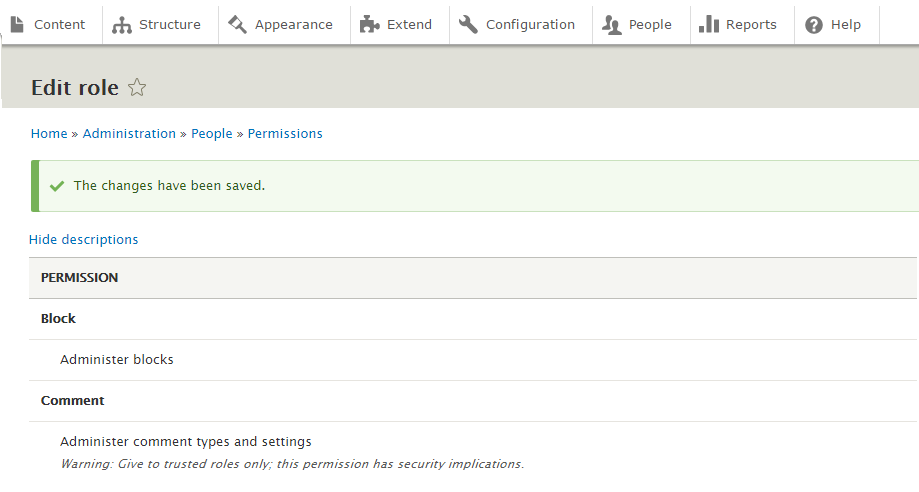 Content Structure Appearance Extend Configuration People Reports Help
Edit role
Home » Administration » People » Permissions
The changes have been saved.
Hide descriptions
PERMISSION
Block
Administer blocks
Comment
Administer comment types and settings
Warning: Give to trusted roles only; this permission has security implications.